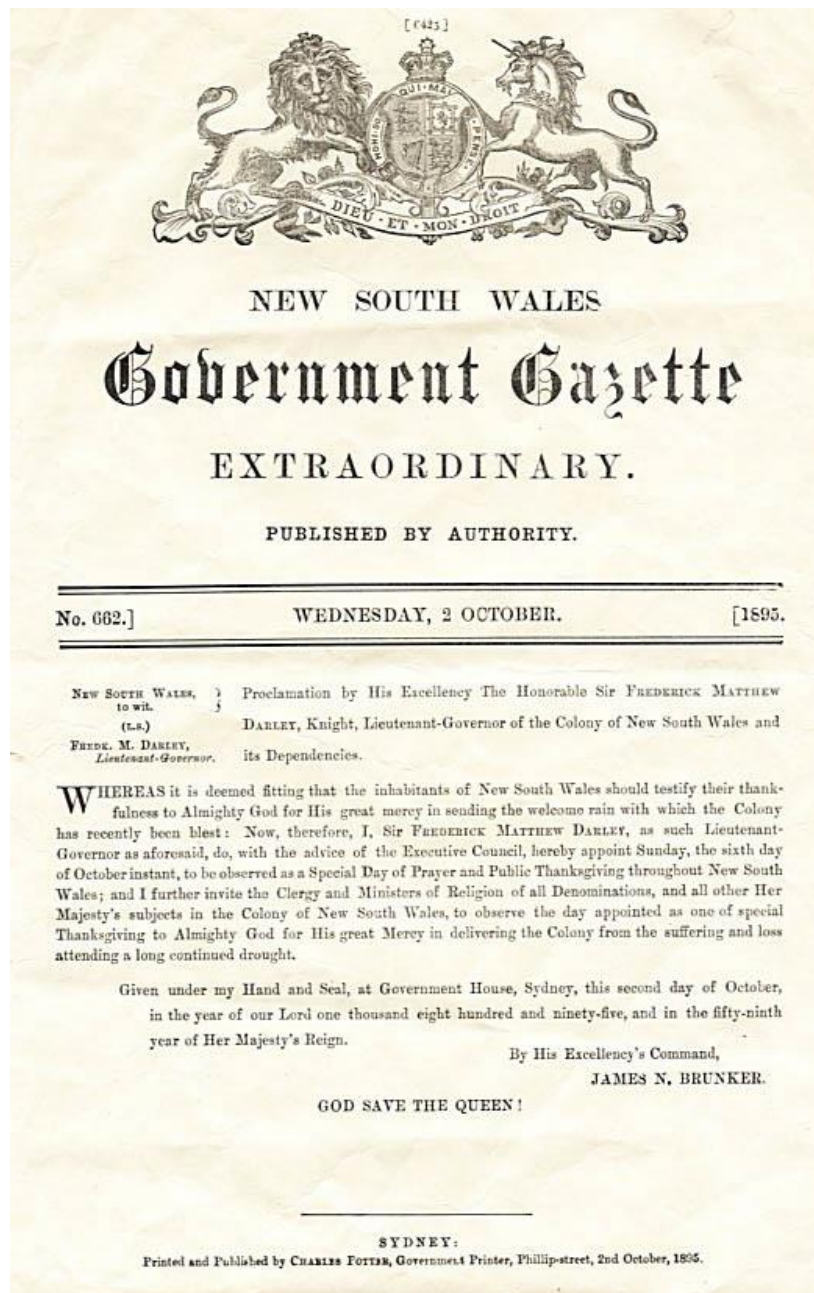 [6425]
HONI·SOIT·QUI·MAL·Y·PENSE·
DIEU·ET·MON·DROIT
NEW SOUTH WALES
Government Gazette
EXTRAORDINARY.
PUBLISHED BY AUTHORITY.
No. 662.] WEDNESDAY, 2 OCTOBER. [1895.
NEW SOUTH WALES, }
to wit. }
(L.S.)
FREDK. M. DARLEY,
Lieutenant-Governor.
Proclamation by His Excellency The Honorable Sir FREDERICK MATTHEW
DARLEY, Knight, Lieutenant-Governor of the Colony of New South Wales and
its Dependencies.
WHEREAS it is deemed fitting that the inhabitants of New South Wales should testify their thank-
fulness to Almighty God for His great mercy in sending the welcome rain with which the Colony
has recently been blest: Now, therefore, I, Sir FREDERICK MATTHEW DARLEY, as such Lieutenant-
Governor as aforesaid, do, with the advice of the Executive Council, hereby appoint Sunday, the sixth day
of October instant, to be observed as a Special Day of Prayer and Public Thanksgiving throughout New South
Wales; and I further invite the Clergy and Ministers of Religion of all Denominations, and all other Her
Majesty's subjects in the Colony of New South Wales, to observe the day appointed as one of special
Thanksgiving to Almighty God for His great Mercy in delivering the Colony from the suffering and loss
attending a long continued drought.
Given under my Hand and Seal, at Government House, Sydney, this second day of October,
in the year of our Lord one thousand eight hundred and ninety-five, and in the fifty-ninth
year of Her Majesty's Reign.
By His Excellency's Command,
JAMES N. BRUNKER.
GOD SAVE THE QUEEN!
SYDNEY:
Printed and Published by CHARLES POTTER, Government Printer, Phillip-street, 2nd October, 1895.